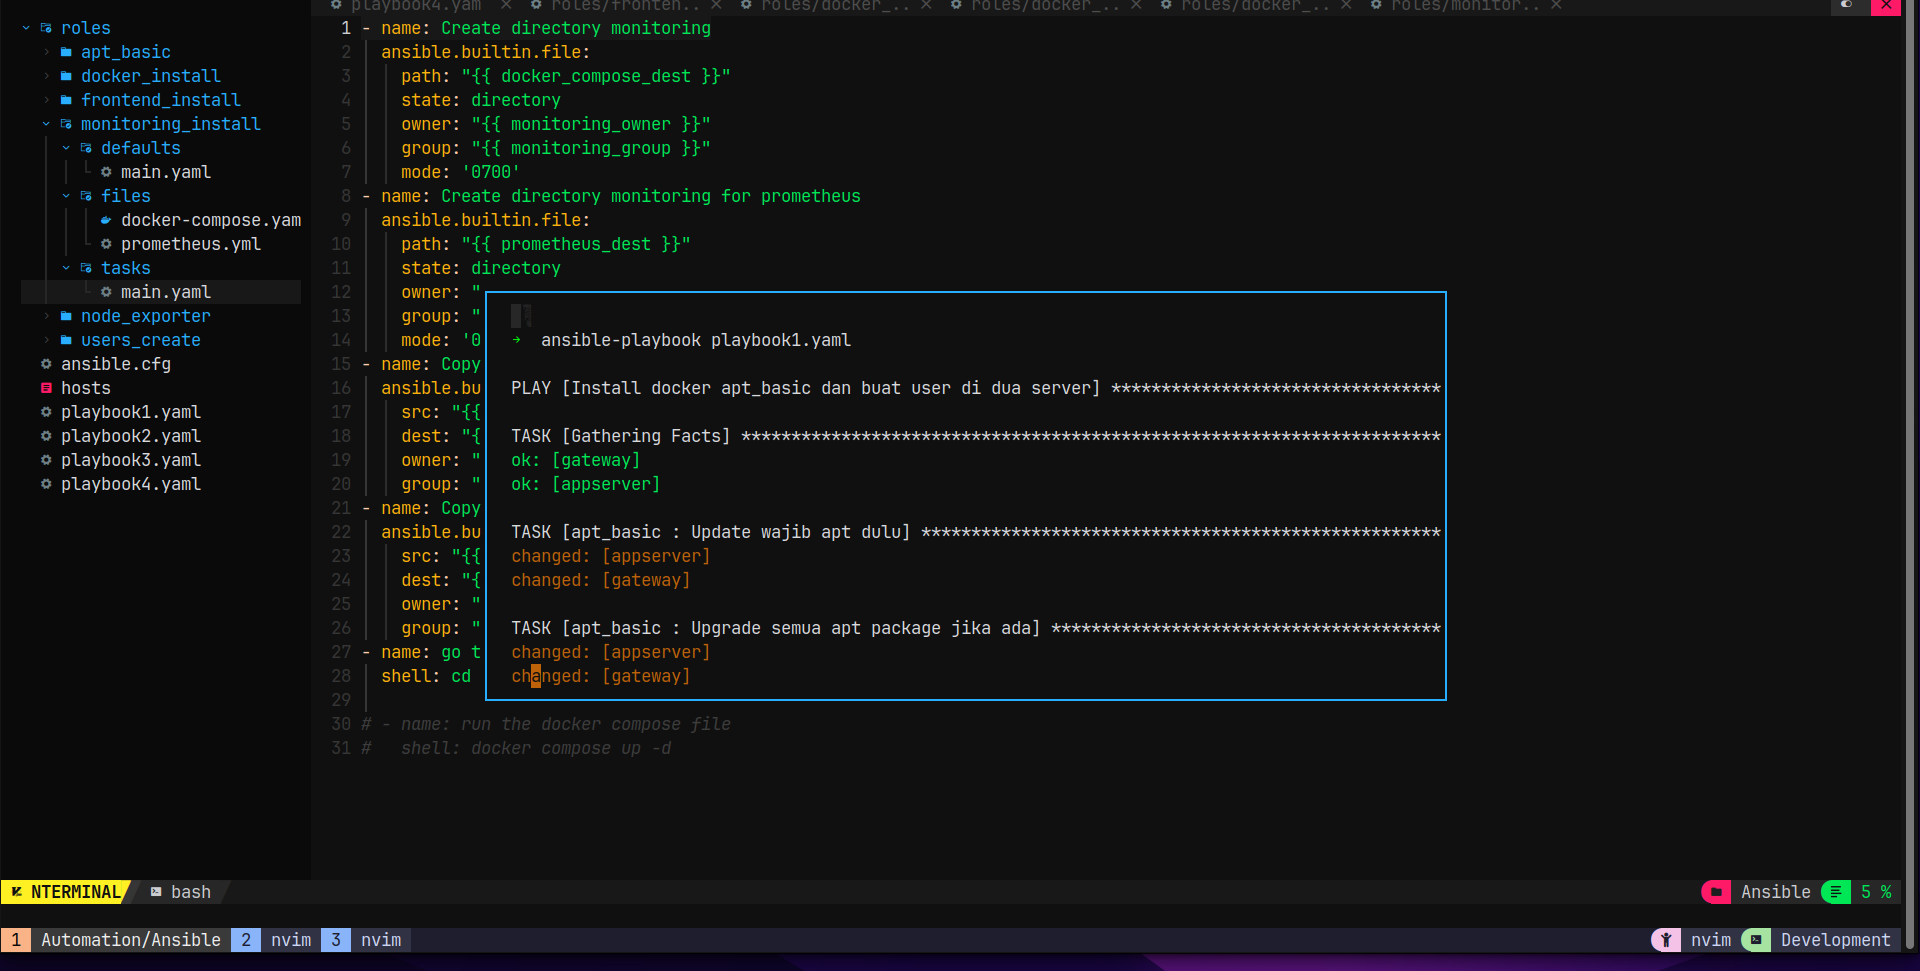 playbook4.yam × roles/fronten.. × roles/docker_.. × roles/docker_.. × roles/docker_.. × roles/monitor.. ×
roles
apt_basic
docker_install
frontend_install
monitoring_install
defaults
main.yaml
files
docker-compose.yam
prometheus.yml
tasks
main.yaml
node_exporter
users_create
ansible.cfg
hosts
playbook1.yaml
playbook2.yaml
playbook3.yaml
playbook4.yaml
1 - name: Create directory monitoring
2 ansible.builtin.file:
3 path: "{{ docker_compose_dest }}"
4 state: directory
5 owner: "{{ monitoring_owner }}"
6 group: "{{ monitoring_group }}"
7 mode: '0700'
8 - name: Create directory monitoring for prometheus
9 ansible.builtin.file:
10 path: "{{ prometheus_dest }}"
11 state: directory
12 owner: "
13 group: "
14 mode: '0
15 - name: Copy
16 ansible.bu
17 src: "{{
18 dest: "{
19 owner: "
20 group: "
21 - name: Copy
22 ansible.bu
23 src: "{{
24 dest: "{
25 owner: "
26 group: "
27 - name: go t
28 shell: cd
29
30 # - name: run the docker compose file
31 # shell: docker compose up -d
→ ansible-playbook playbook1.yaml
PLAY [Install docker apt_basic dan buat user di dua server] *********************************
TASK [Gathering Facts] **********************************************************************
ok: [gateway]
ok: [appserver]
TASK [apt_basic : Update wajib apt dulu] ****************************************************
changed: [appserver]
changed: [gateway]
TASK [apt_basic : Upgrade semua apt package jika ada] ***************************************
changed: [appserver]
changed: [gateway]
NTERMINAL bash Ansible 5 %
1 Automation/Ansible 2 nvim 3 nvim nvim Development